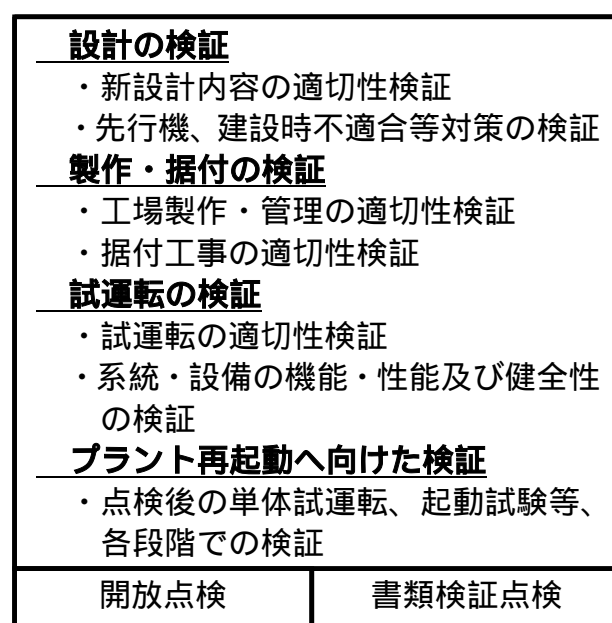 設計の検証
・新設計内容の適切性検証
・先行機、建設時不適合等対策の検証
製作・据付の検証
・工場製作・管理の適切性検証
・据付工事の適切性検証
試運転の検証
・試運転の適切性検証
・系統・設備の機能・性能及び健全性
の検証
プラント再起動へ向けた検証
・点検後の単体試運転、起動試験等、
各段階での検証
開放点検 書類検証点検